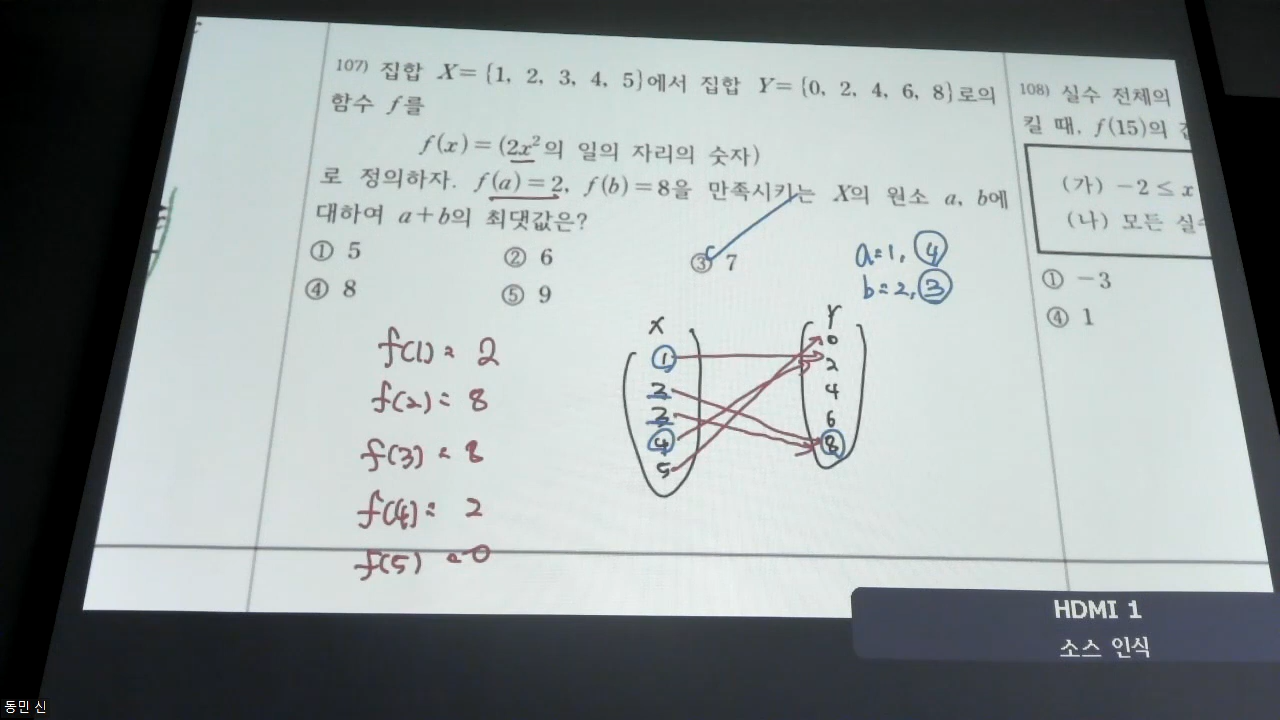 107) 집합 X={1, 2, 3, 4, 5}에서 집합 Y={0, 2, 4, 6, 8}로의
함수 f를
f(x)=(2x²의 일의 자리의 숫자)
로 정의하자. f(a)=2, f(b)=8을 만족시키는 X의 원소 a, b에
대하여 a+b의 최댓값은?
① 5 ② 6 ③ 7
④ 8 ⑤ 9
a=1, 4
b=2, 3
f(1)=2
f(2)=8
f(3)=8
f(4)=2
f(5)=0
X
1
2
3
4
5
Y
0
2
4
6
8
108) 실수 전체의
킬 때, f(15)의
(가) -2≤x
(나) 모든
① -3
④ 1
HDMI 1
소스 인식
동민 신